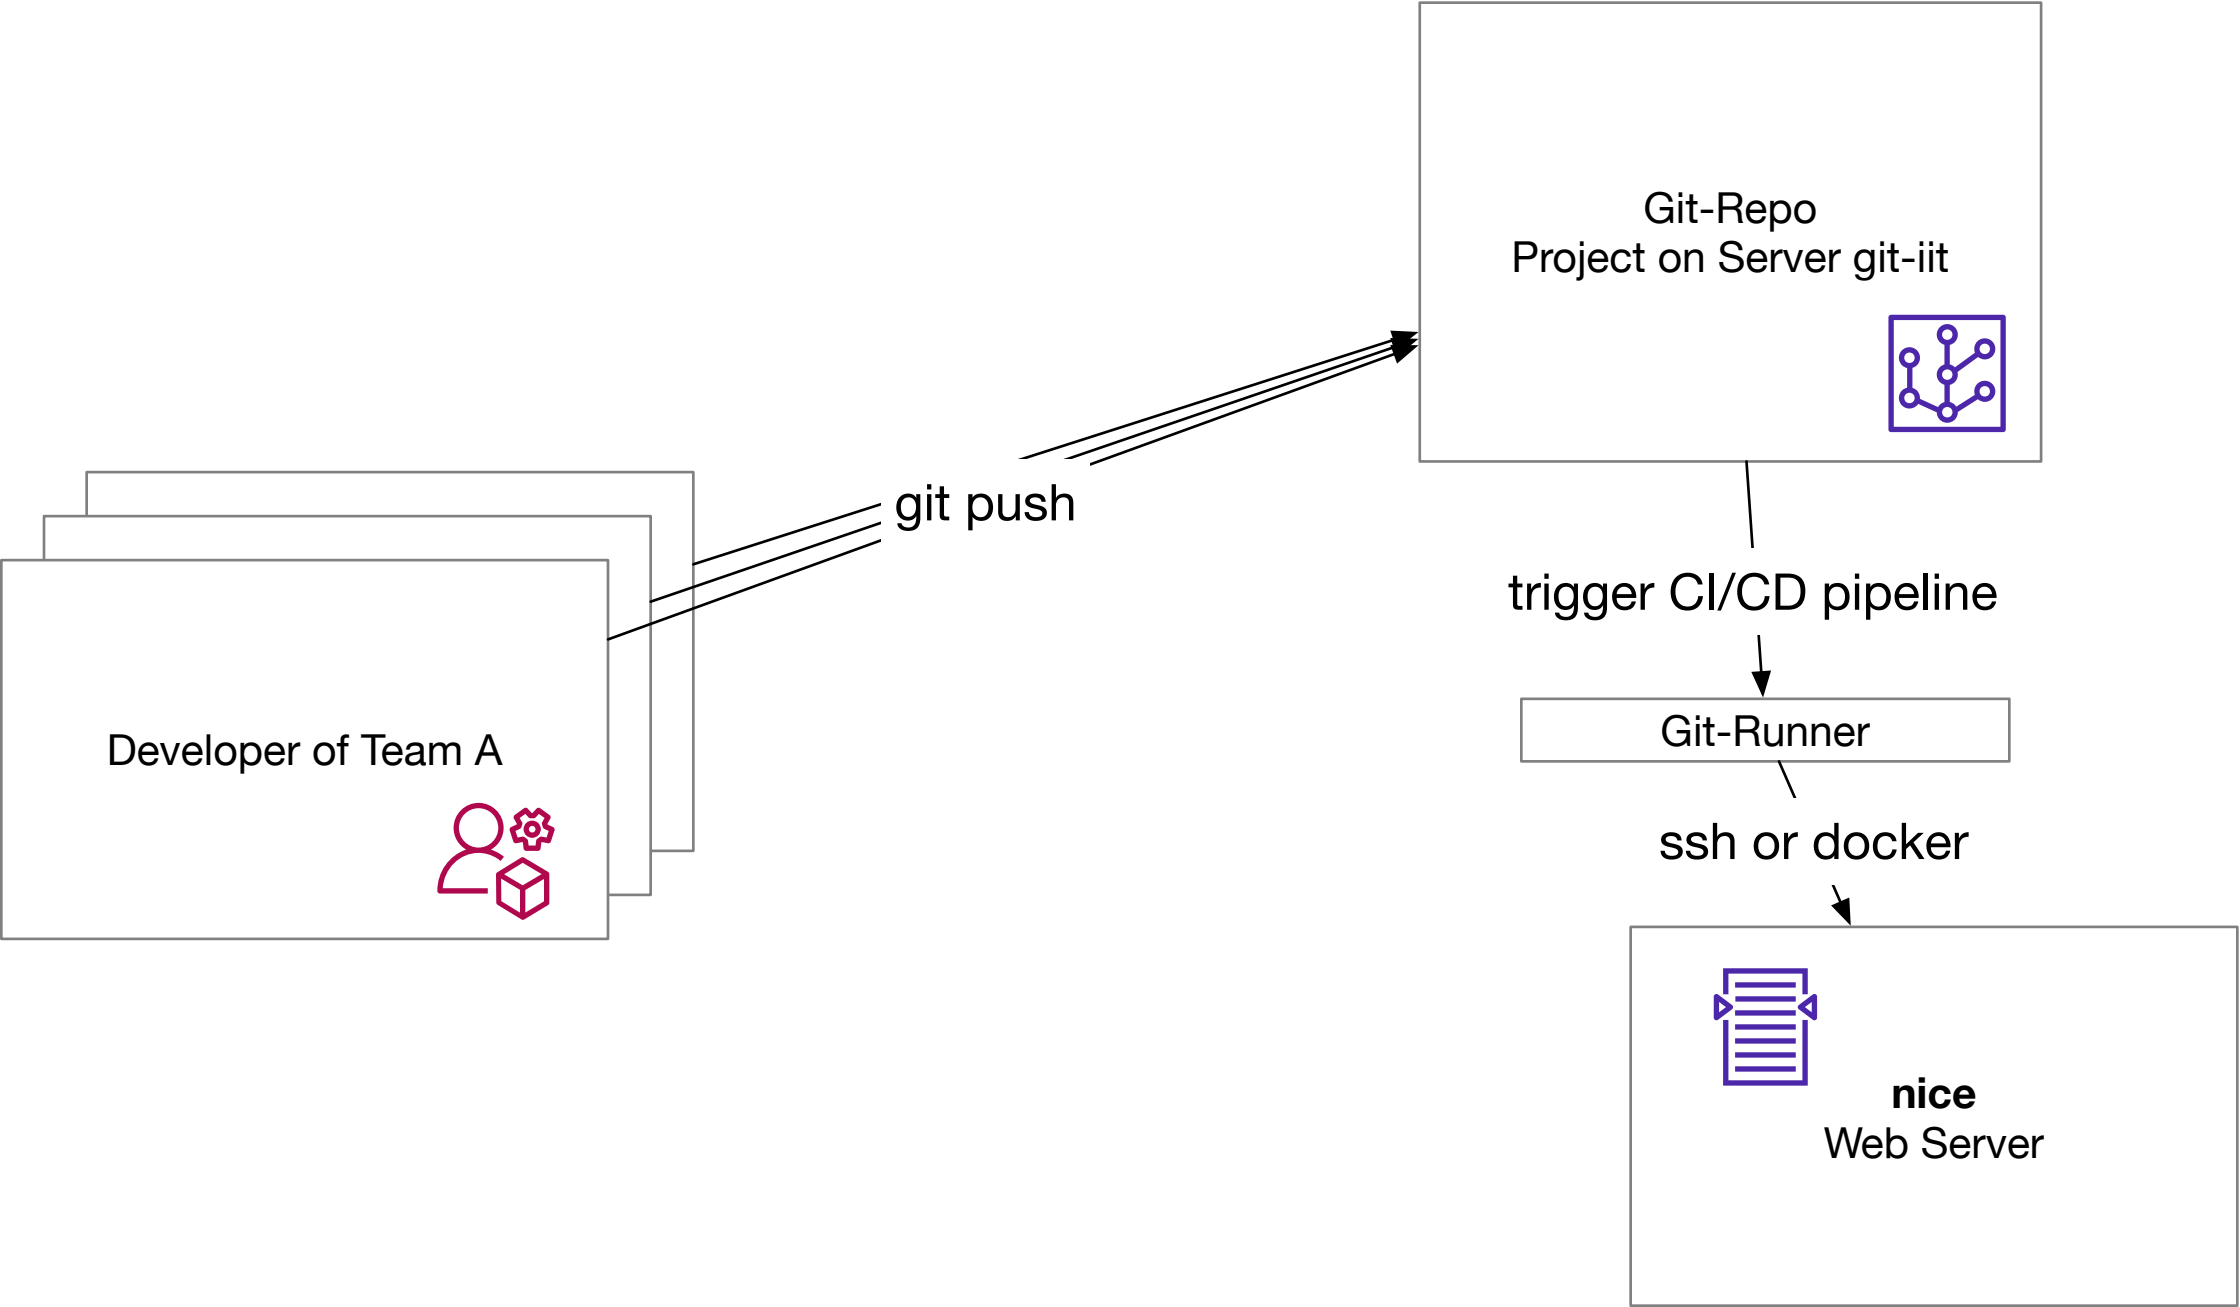 Git-Repo
Project on Server git-iit
git push
trigger CI/CD pipeline
Git-Runner
Developer of Team A
ssh or docker
nice
Web Server